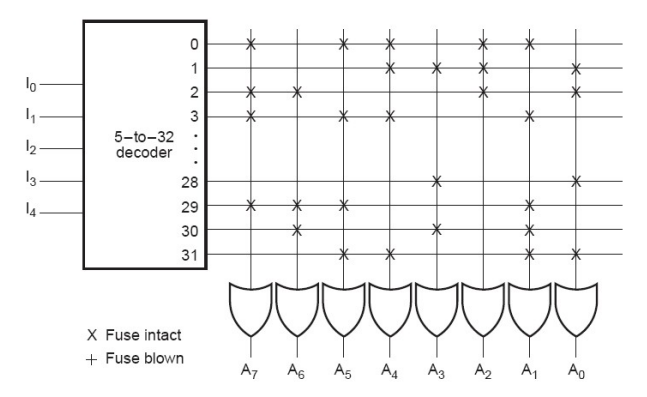 0
1
I₀
2
I₁
3
5–to–32
decoder
I₂
I₃
28
I₄
29
30
31
X Fuse intact
+ Fuse blown
A₇ A₆ A₅ A₄ A₃ A₂ A₁ A₀